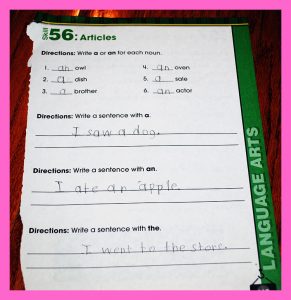 56: Articles
Directions: Write a or an for each noun.
1. an owl 4. an oven
2. a dish 5. a sale
3. a brother 6. an actor
Directions: Write a sentence with a.
I saw a dog.
Directions: Write a sentence with an.
I ate an apple.
Directions: Write a sentence with the.
I went to the store.
LANGUAGE ARTS